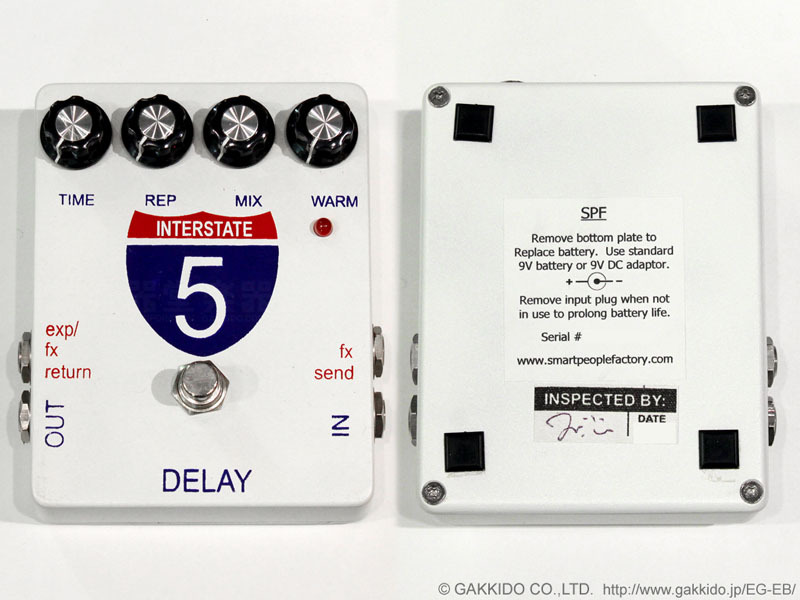 TIME REP MIX WARM
INTERSTATE
5
exp/
fx
return
fx
send
OUT
IN
DELAY
SPF
Remove bottom plate to
Replace battery. Use standard
9V battery or 9V DC adaptor.
+ −
Remove input plug when not
in use to prolong battery life.
Serial #
www.smartpeoplefactory.com
INSPECTED BY:
DATE
© GAKKIDO CO.,LTD. http://www.gakkido.jp/EG-EB/